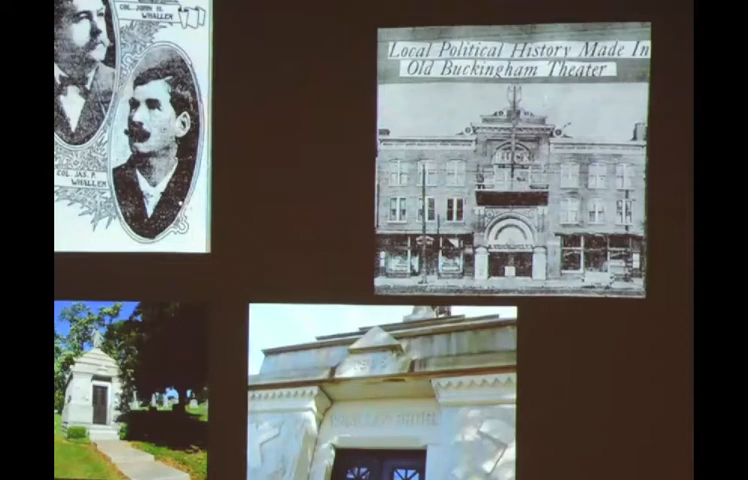 COL. JOHN H.
WHALLEN
COL. JAS. P.
WHALLEN
Local Political History Made In
Old Buckingham Theater